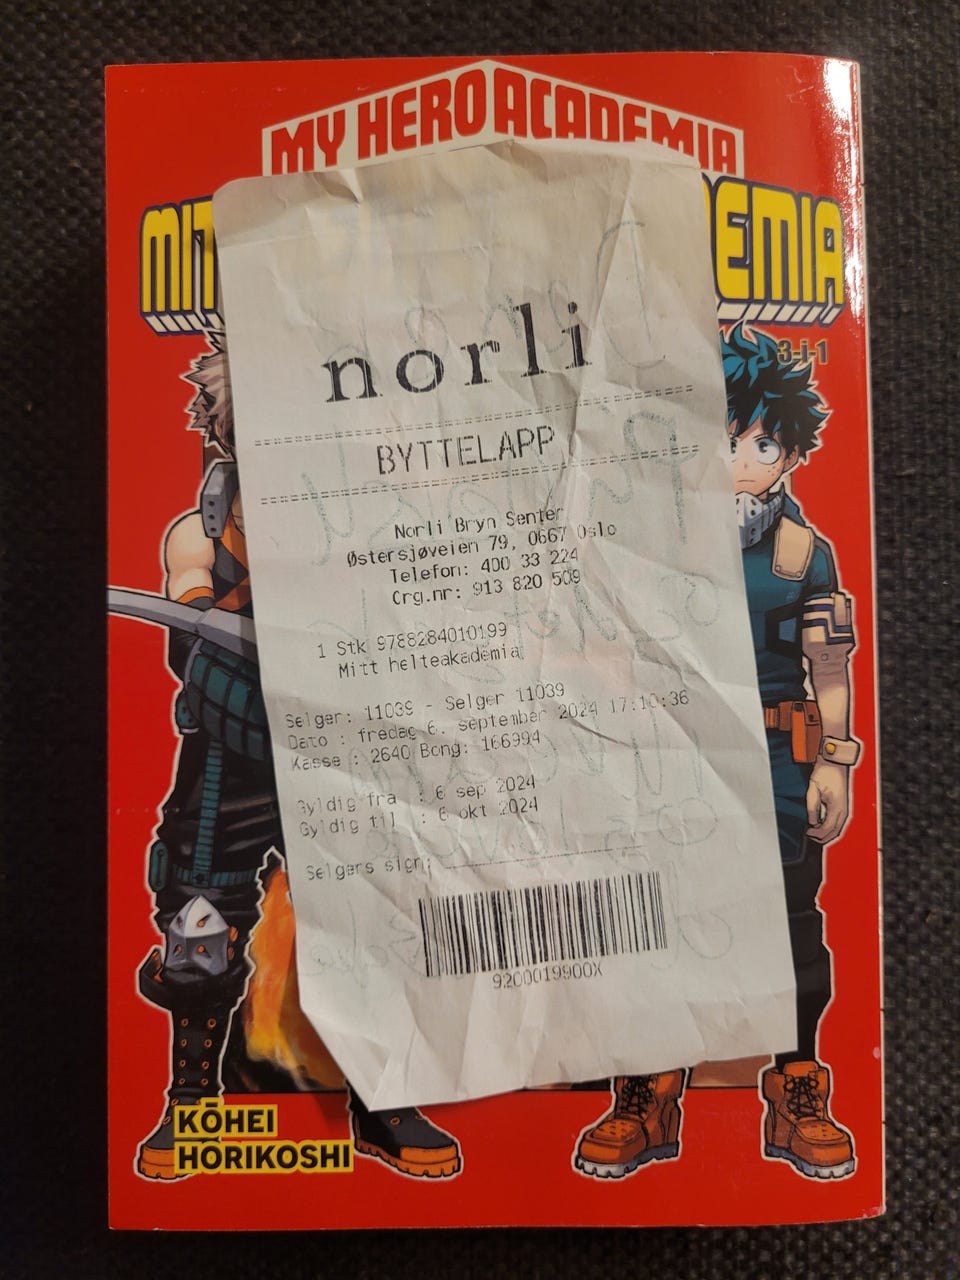 MY HERO ACADEMIA
MIT
DEMIA
3-i-1
norli
BYTTELAPP
Norli Bryn Senter
Østersjøveien 79, 0667 Oslo
Telefon: 400 33 224
Org.nr: 913 820 509
1 Stk 9788284010199
Mitt helteakademia
Selger: 11039 - Selger 11039
Dato : fredag 6. september 2024 17:10:36
Kasse : 2640 Bong: 166994
Gyldig fra : 6 sep 2024
Gyldig til : 6 okt 2024
Selgers sign:
9200019900X
KŌHEI
HORIKOSHI